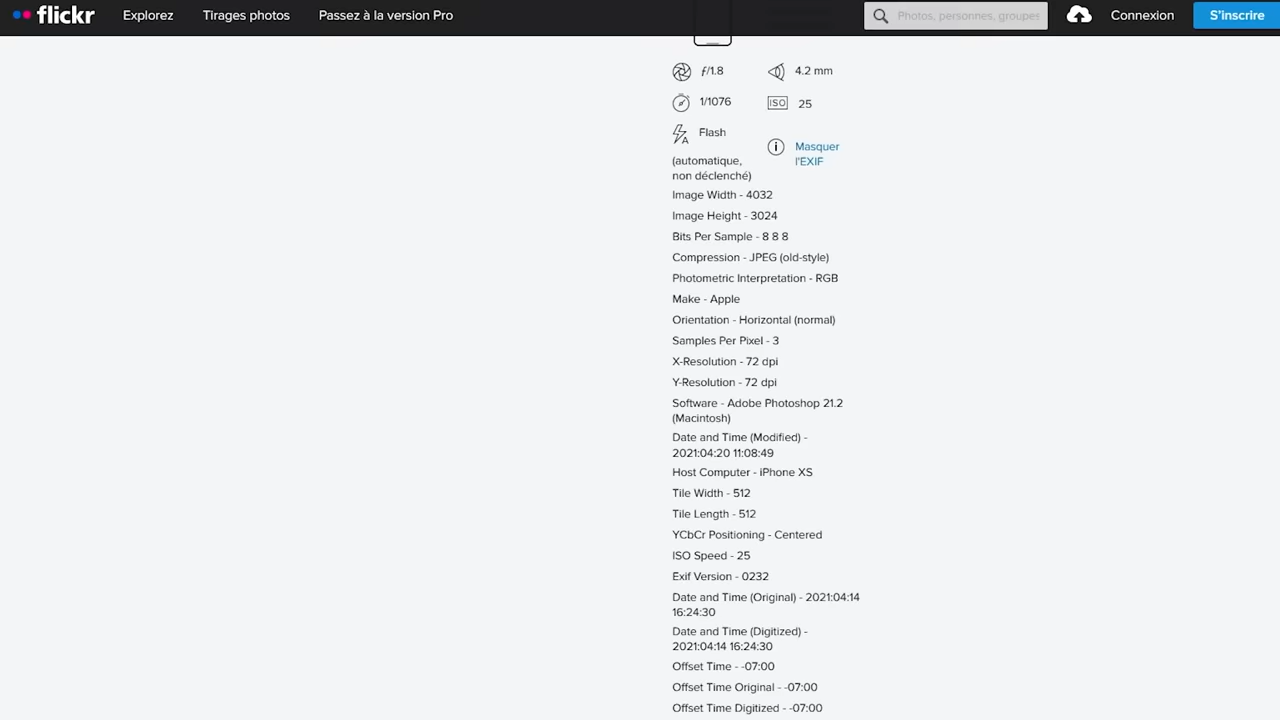 flickr Explorez Tirages photos Passez à la version Pro Photos, personnes, groupes Connexion S'inscrire
ƒ/1.8 4.2 mm
1/1076 ISO 25
Flash
(automatique,
non déclenché)
Masquer
l'EXIF
Image Width - 4032
Image Height - 3024
Bits Per Sample - 8 8 8
Compression - JPEG (old-style)
Photometric Interpretation - RGB
Make - Apple
Orientation - Horizontal (normal)
Samples Per Pixel - 3
X-Resolution - 72 dpi
Y-Resolution - 72 dpi
Software - Adobe Photoshop 21.2
(Macintosh)
Date and Time (Modified) -
2021:04:20 11:08:49
Host Computer - iPhone XS
Tile Width - 512
Tile Length - 512
YCbCr Positioning - Centered
ISO Speed - 25
Exif Version - 0232
Date and Time (Original) - 2021:04:14
16:24:30
Date and Time (Digitized) -
2021:04:14 16:24:30
Offset Time - -07:00
Offset Time Original - -07:00
Offset Time Digitized - -07:00